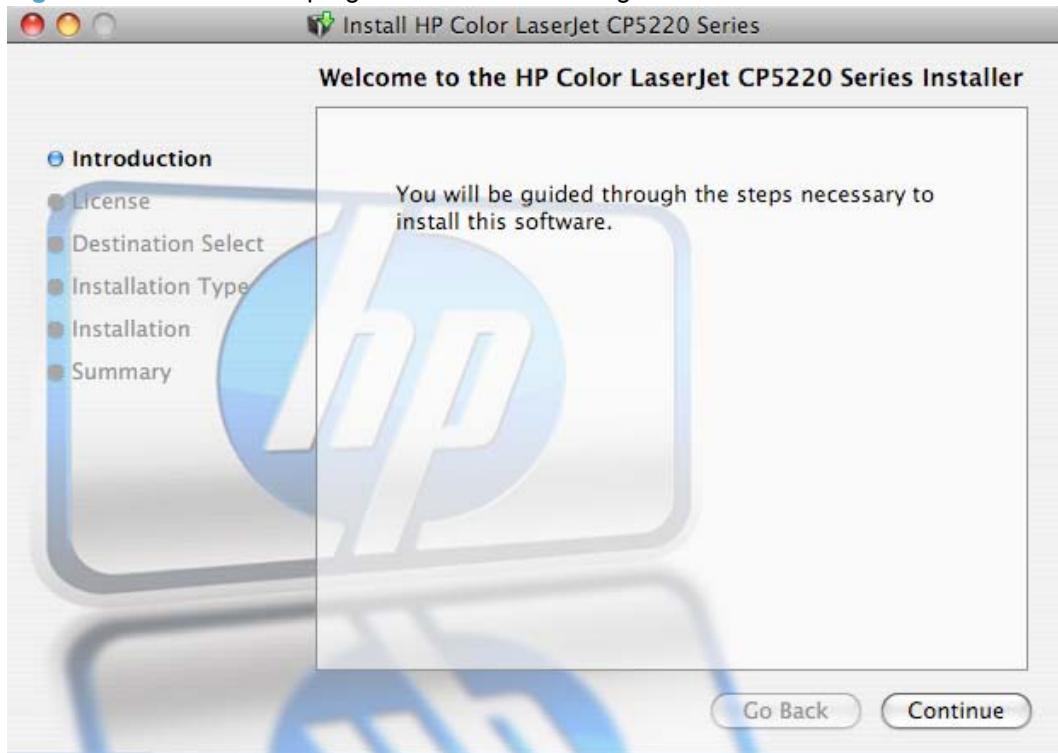 Install HP Color LaserJet CP5220 Series
Welcome to the HP Color LaserJet CP5220 Series Installer
Introduction
License
Destination Select
Installation Type
Installation
Summary
You will be guided through the steps necessary to
install this software.
hp
Go Back
Continue